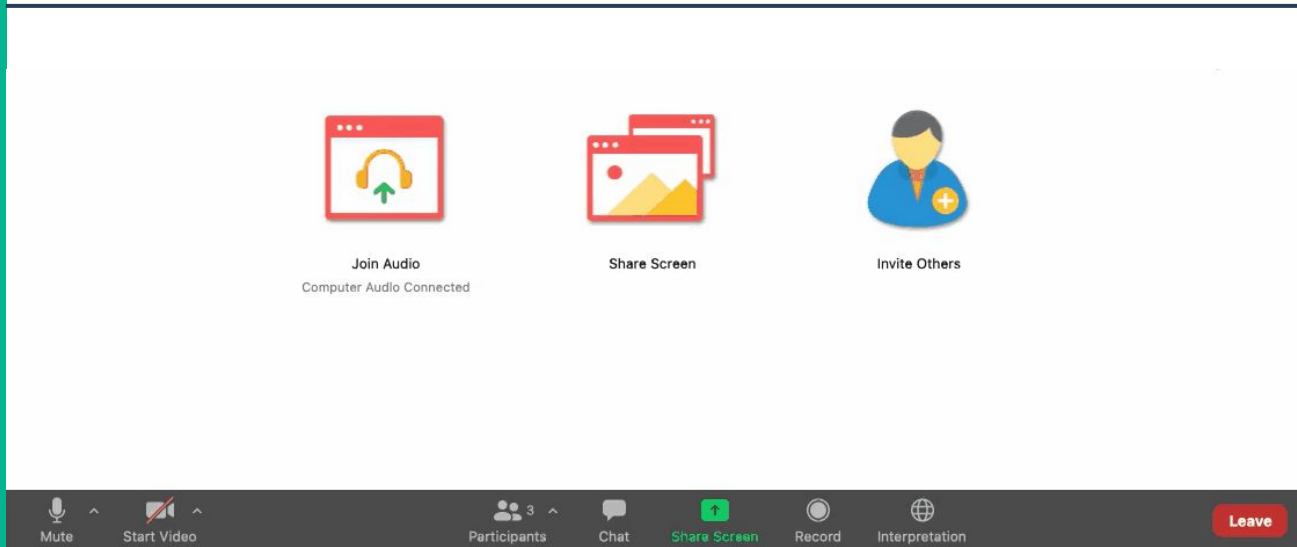 Join Audio
Computer Audio Connected
Share Screen
Invite Others
Mute
Start Video
Participants
3
Chat
Share Screen
Record
Interpretation
Leave